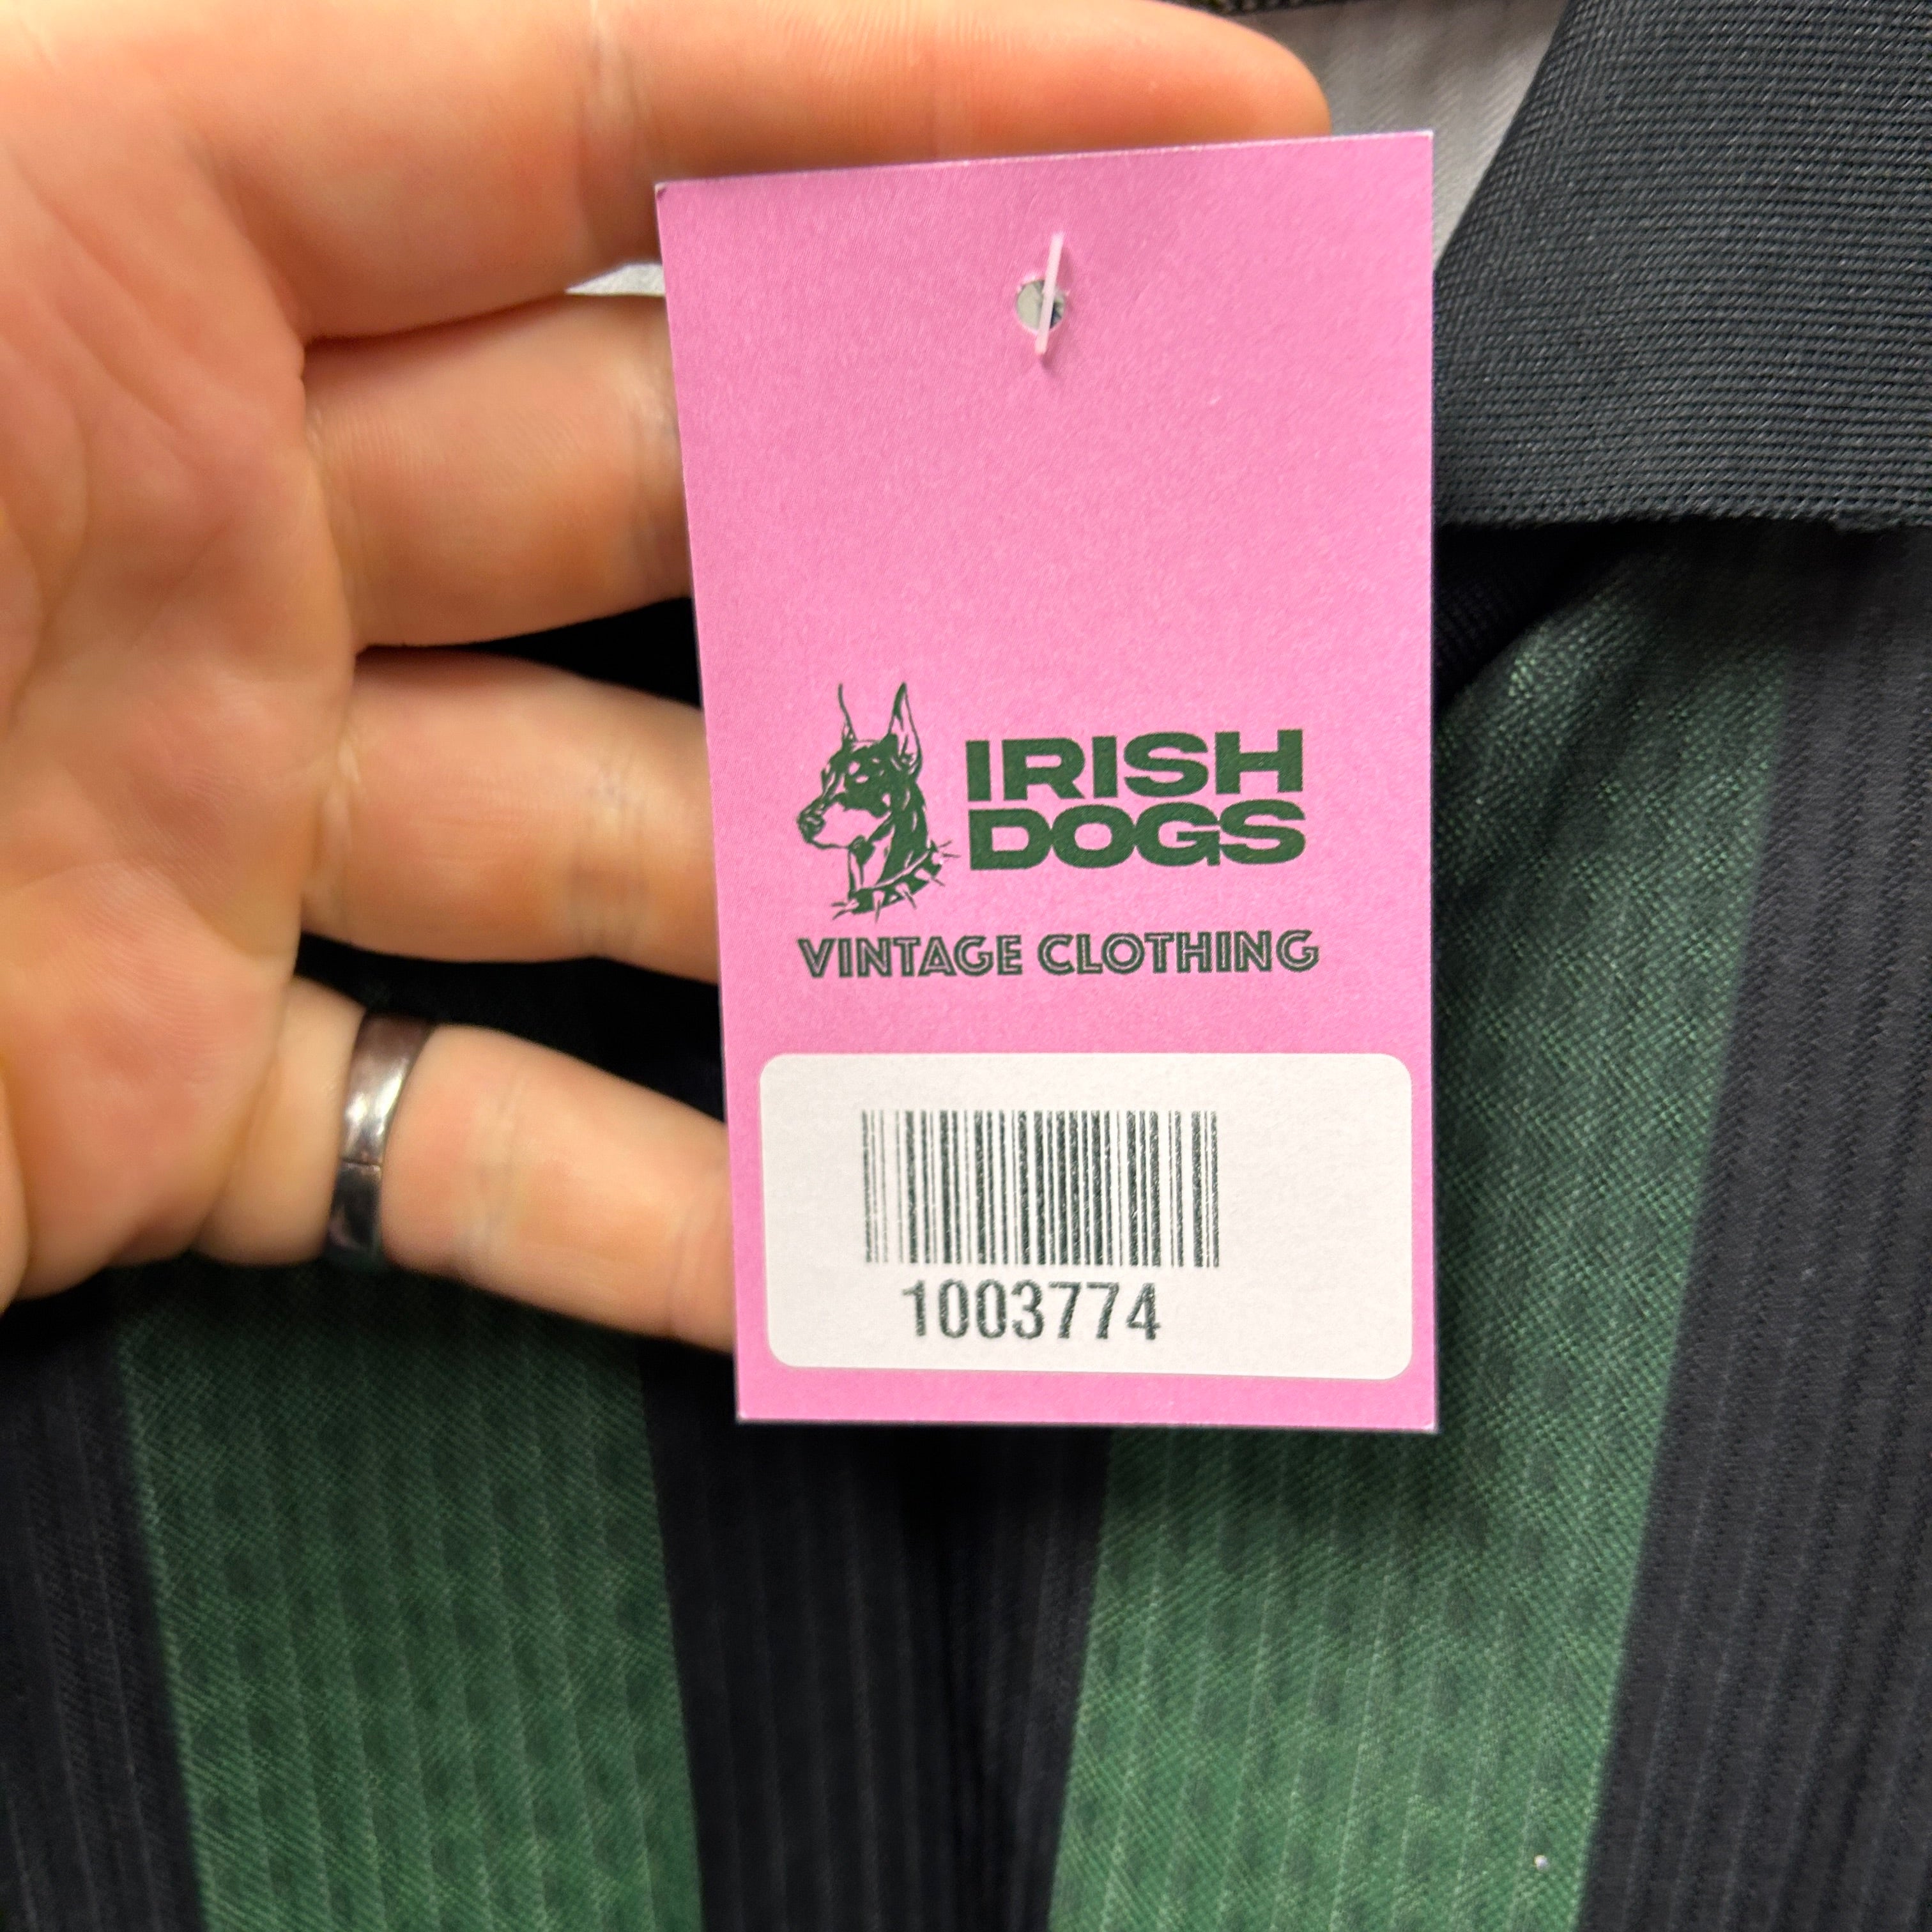 IRISH
DOGS
VINTAGE CLOTHING
1003774